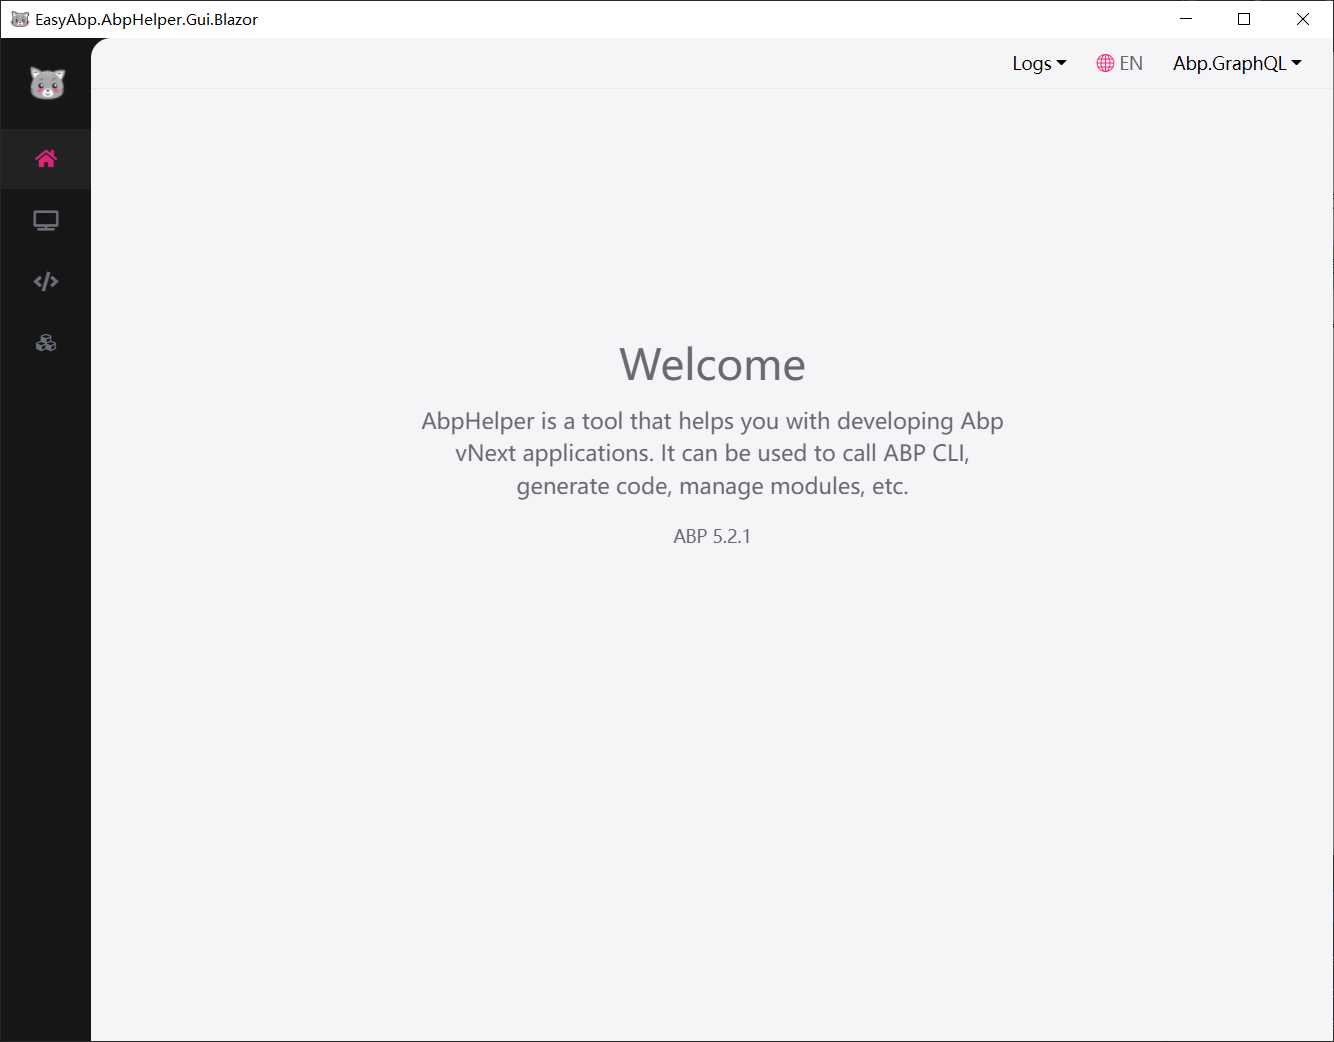 EasyAbp.AbpHelper.Gui.Blazor
Logs
EN
Abp.GraphQL
Welcome
AbpHelper is a tool that helps you with developing Abp
vNext applications. It can be used to call ABP CLI,
generate code, manage modules, etc.
ABP 5.2.1